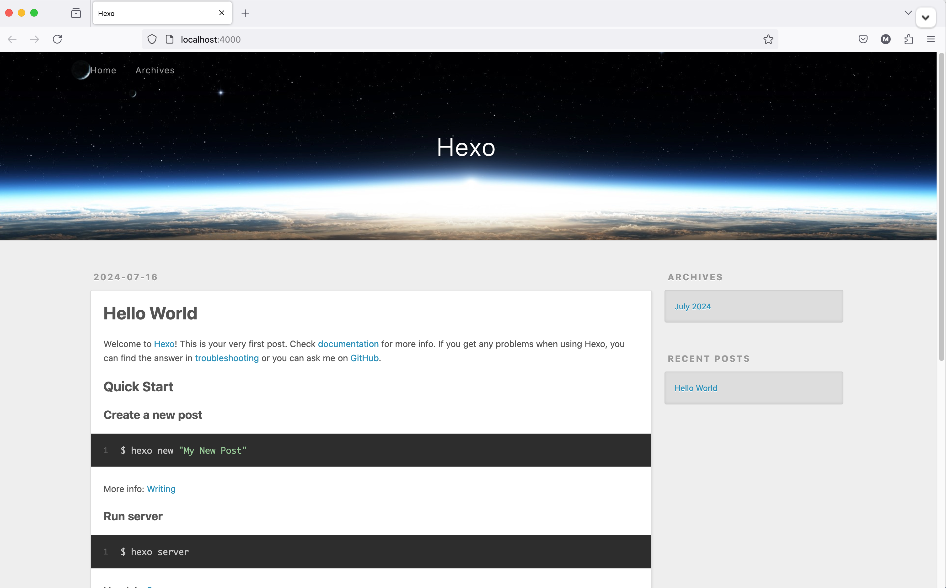 Hexo
localhost:4000
M
Home Archives
Hexo
2024-07-16
Hello World
Welcome to Hexo! This is your very first post. Check documentation for more info. If you get any problems when using Hexo, you
can find the answer in troubleshooting or you can ask me on GitHub.
Quick Start
Create a new post
1 $ hexo new "My New Post"
More info: Writing
Run server
1 $ hexo server
ARCHIVES
July 2024
RECENT POSTS
Hello World